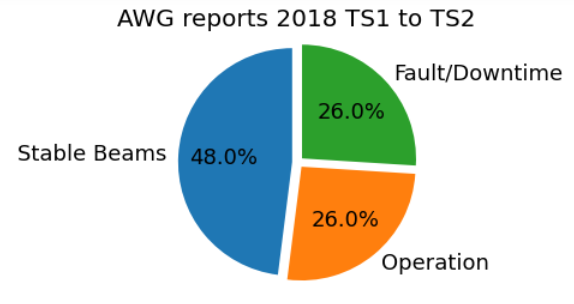 AWG reports 2018 TS1 to TS2
Fault/Downtime
26.0%
Stable Beams
48.0%
26.0%
Operation